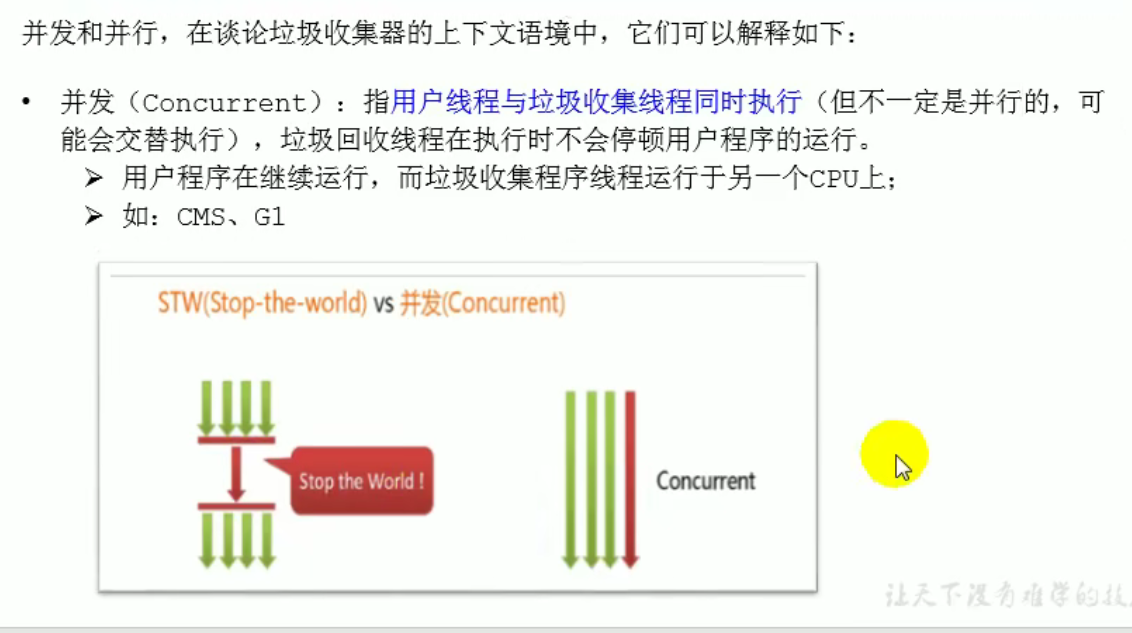 并发和并行，在谈论垃圾收集器的上下文语境中，它们可以解释如下：
• 并发（Concurrent）：指用户线程与垃圾收集线程同时执行（但不一定是并行的，可
能会交替执行），垃圾回收线程在执行时不会停顿用户程序的运行。
➢ 用户程序在继续运行，而垃圾收集程序线程运行于另一个CPU上；
➢ 如：CMS、G1
STW(Stop-the-world) vs 并发(Concurrent)
Stop the World！
Concurrent
让天下没有难学的技